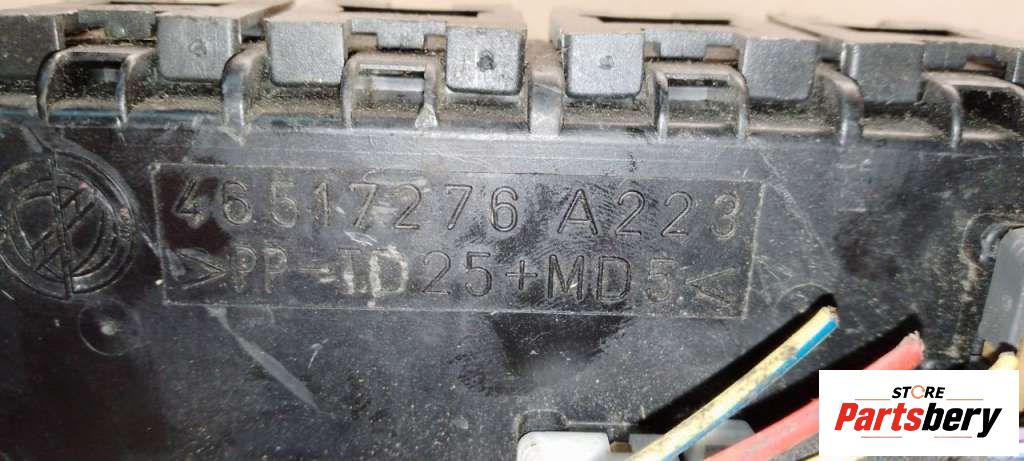 46517276 A223
>PP-TD25+MD5<
STORE
Partsbery